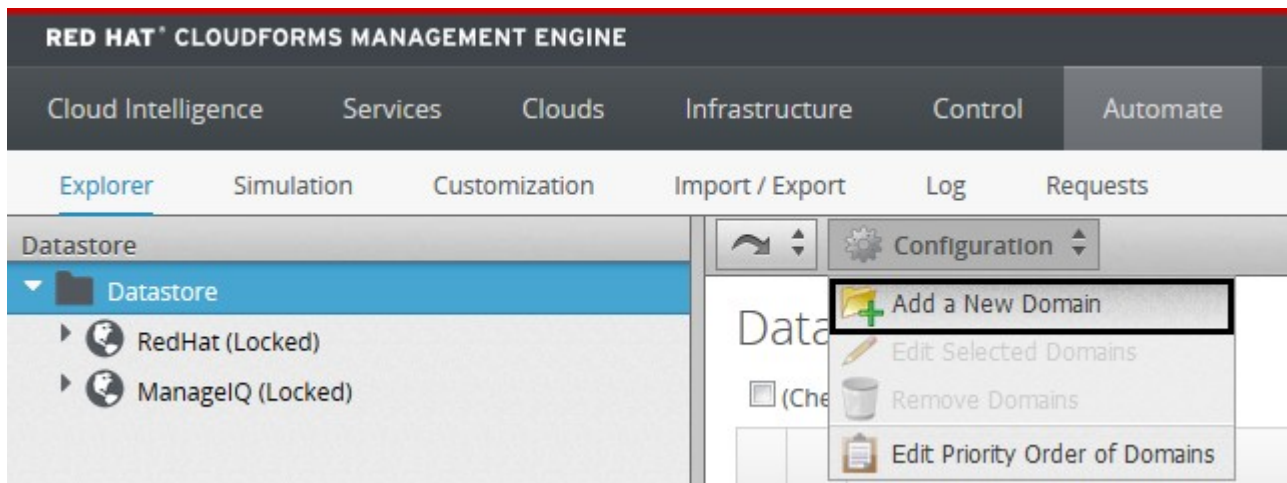 RED HAT® CLOUDFORMS MANAGEMENT ENGINE
Cloud Intelligence Services Clouds Infrastructure Control Automate
Explorer Simulation Customization Import / Export Log Requests
Datastore
Configuration
Datastore
RedHat (Locked)
ManageIQ (Locked)
Add a New Domain
Data
Edit Selected Domains
(Che
Remove Domains
Edit Priority Order of Domains